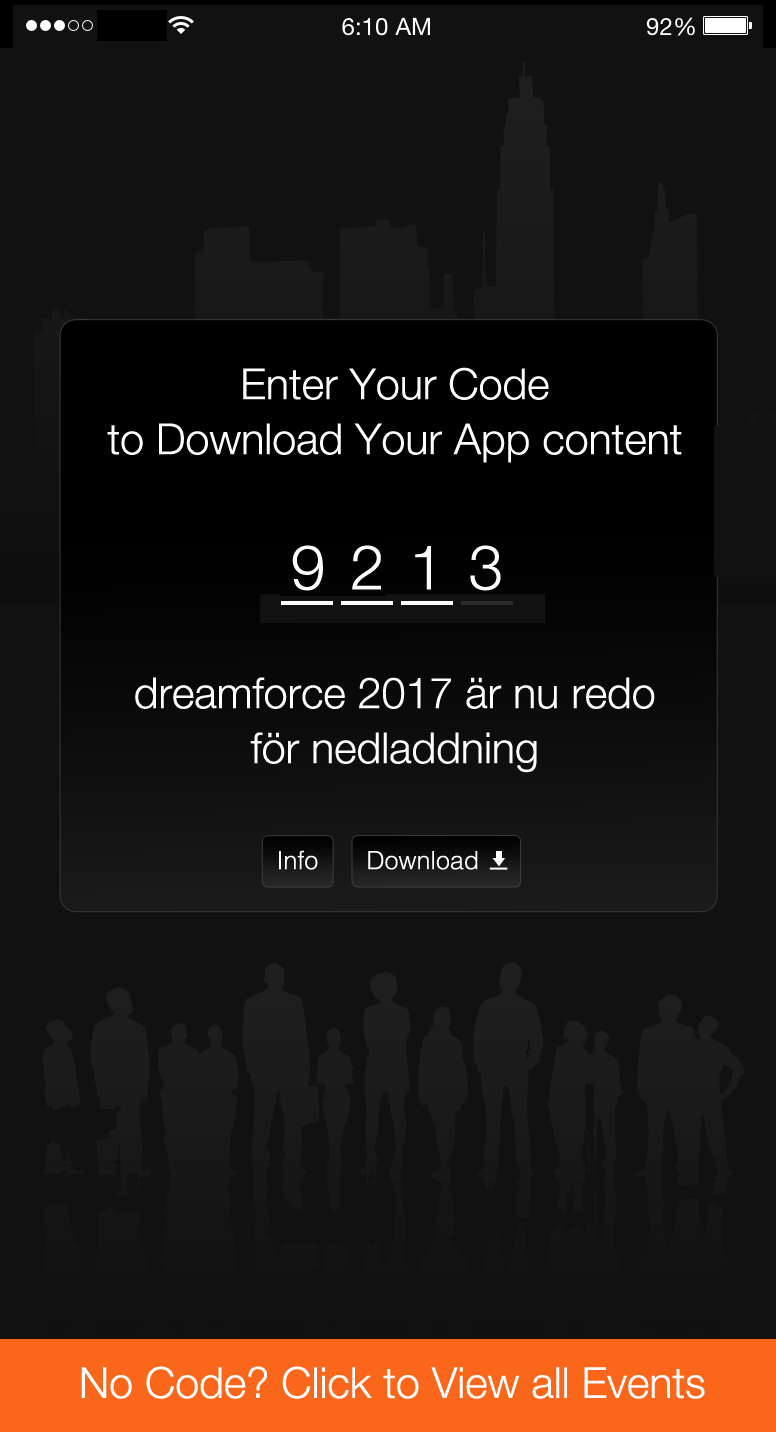 6:10 AM 92%
Enter Your Code
to Download Your App content
9 2 1 3
dreamforce 2017 är nu redo
för nedladdning
Info Download
No Code? Click to View all Events